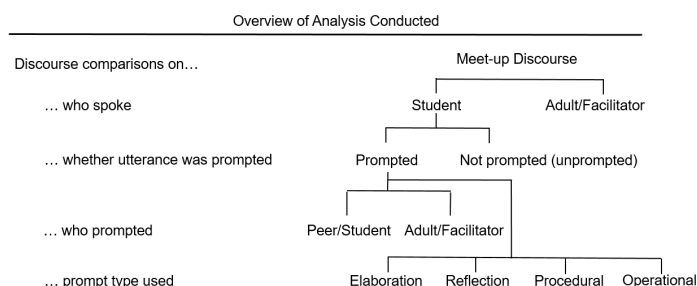 Overview of Analysis Conducted
Discourse comparisons on… Meet-up Discourse
… who spoke Student Adult/Facilitator
… whether utterance was prompted Prompted Not prompted (unprompted)
… who prompted Peer/Student Adult/Facilitator
… prompt type used Elaboration Reflection Procedural Operational